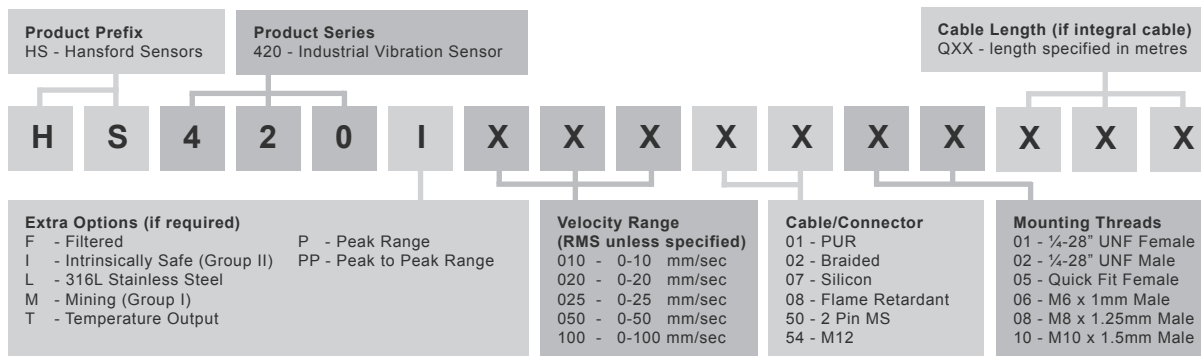 Product Prefix
HS - Hansford Sensors
Product Series
420 - Industrial Vibration Sensor
Cable Length (if integral cable)
QXX - length specified in metres
H S 4 2 0 I X X X X X X X X X X
Extra Options (if required)
F - Filtered
I - Intrinsically Safe (Group II)
L - 316L Stainless Steel
M - Mining (Group I)
T - Temperature Output
P - Peak Range
PP - Peak to Peak Range
Velocity Range
(RMS unless specified)
010 - 0-10 mm/sec
020 - 0-20 mm/sec
025 - 0-25 mm/sec
050 - 0-50 mm/sec
100 - 0-100 mm/sec
Cable/Connector
01 - PUR
02 - Braided
07 - Silicon
08 - Flame Retardant
50 - 2 Pin MS
54 - M12
Mounting Threads
01 - ¼-28” UNF Female
02 - ¼-28” UNF Male
05 - Quick Fit Female
06 - M6 x 1mm Male
08 - M8 x 1.25mm Male
10 - M10 x 1.5mm Male